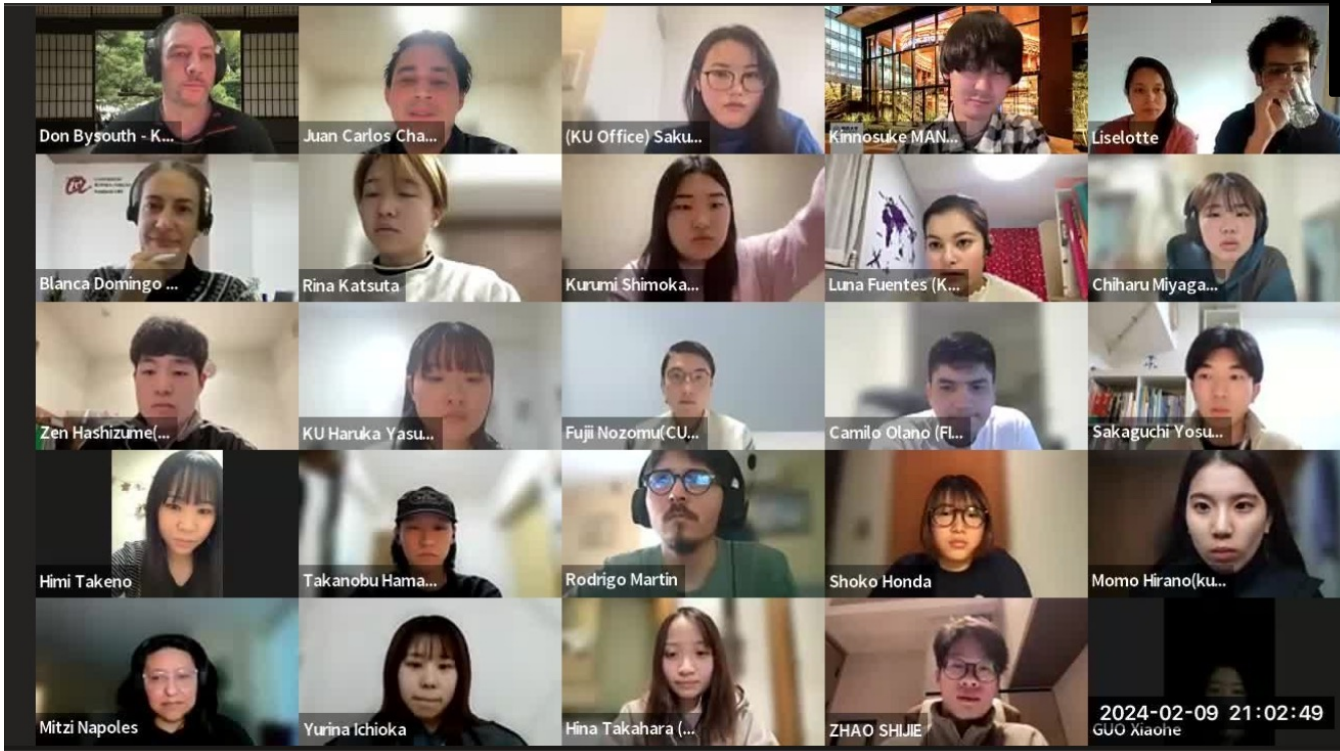 Don Bysouth - K...
Juan Carlos Cha...
(KU Office) Saku...
Kinnosuke MAN...
Liselotte
Blanca Domingo ...
Rina Katsuta
Kurumi Shimoka...
Luna Fuentes (K...
Chiharu Miyaga...
Zen Hashizume(...
KU Haruka Yasu...
Fujii Nozomu(CU...
Camilo Olano (FI...
Sakaguchi Yosu...
Himi Takeno
Takanobu Hama...
Rodrigo Martin
Shoko Honda
Momo Hirano(ku...
Mitzi Napoles
Yurina Ichioka
Hina Takahara (...
ZHAO SHIJIE
2024-02-09 21:02:49
GUO Xiaohe